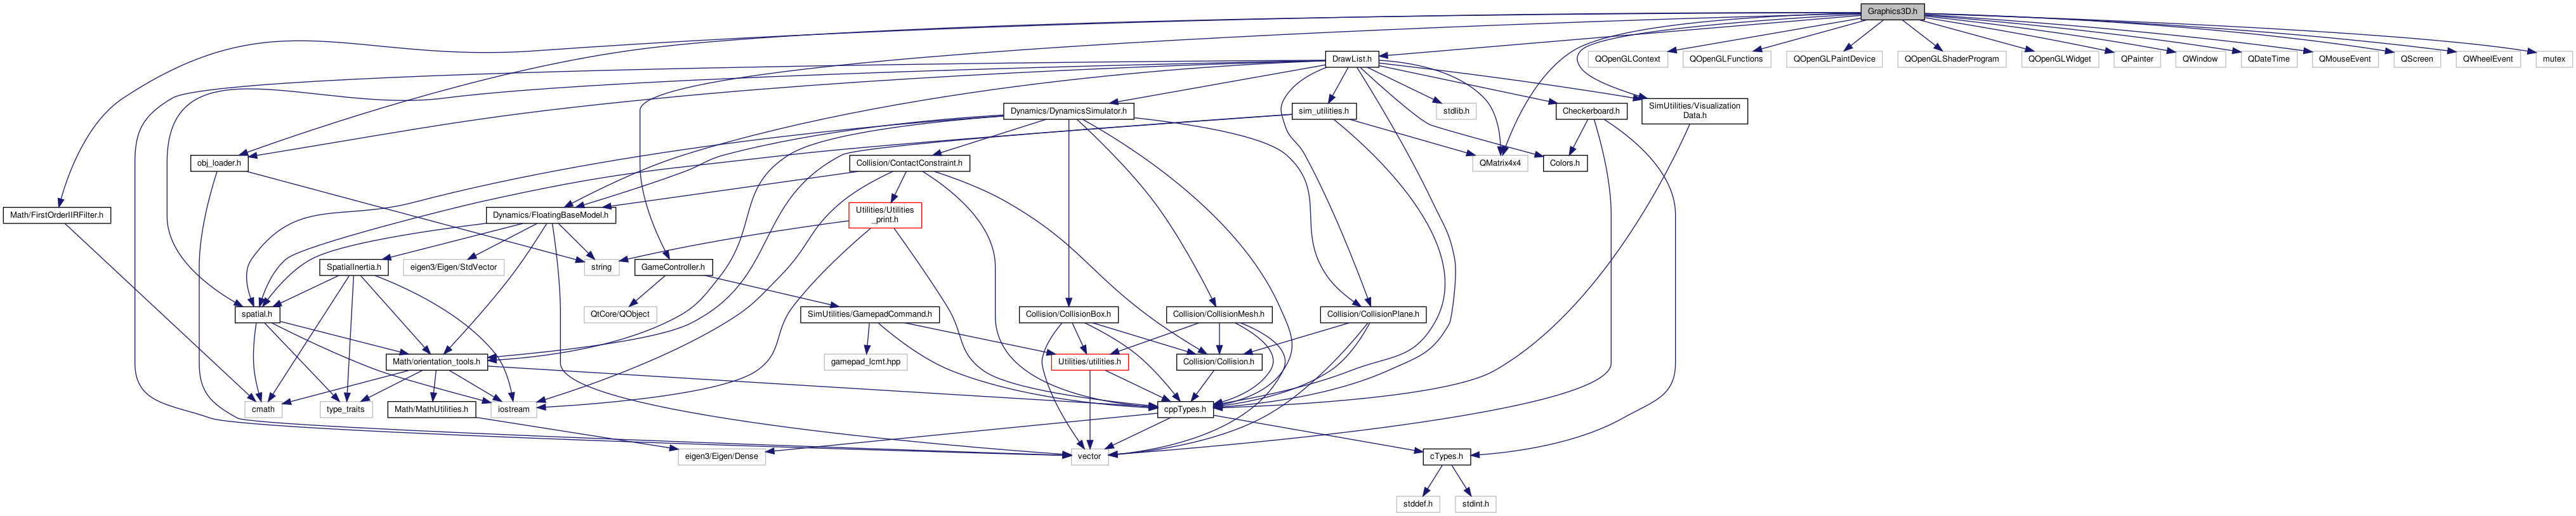 Graphics3D.h
DrawList.h
QOpenGLContext
QOpenGLFunctions
QOpenGLPaintDevice
QOpenGLShaderProgram
QOpenGLWidget
QPainter
QWindow
QDateTime
QMouseEvent
QScreen
QWheelEvent
mutex
Dynamics/DynamicsSimulator.h
sim_utilities.h
stdlib.h
Checkerboard.h
SimUtilities/Visualization
Data.h
obj_loader.h
Collision/ContactConstraint.h
QMatrix4x4
Colors.h
Math/FirstOrderIIRFilter.h
Dynamics/FloatingBaseModel.h
Utilities/Utilities
_print.h
SpatialInertia.h
eigen3/Eigen/StdVector
string
GameController.h
spatial.h
QtCore/QObject
SimUtilities/GamepadCommand.h
Collision/CollisionBox.h
Collision/CollisionMesh.h
Collision/CollisionPlane.h
Math/orientation_tools.h
gamepad_lcmt.hpp
Utilities/utilities.h
Collision/Collision.h
cmath
type_traits
Math/MathUtilities.h
iostream
cppTypes.h
eigen3/Eigen/Dense
vector
cTypes.h
stddef.h
stdint.h